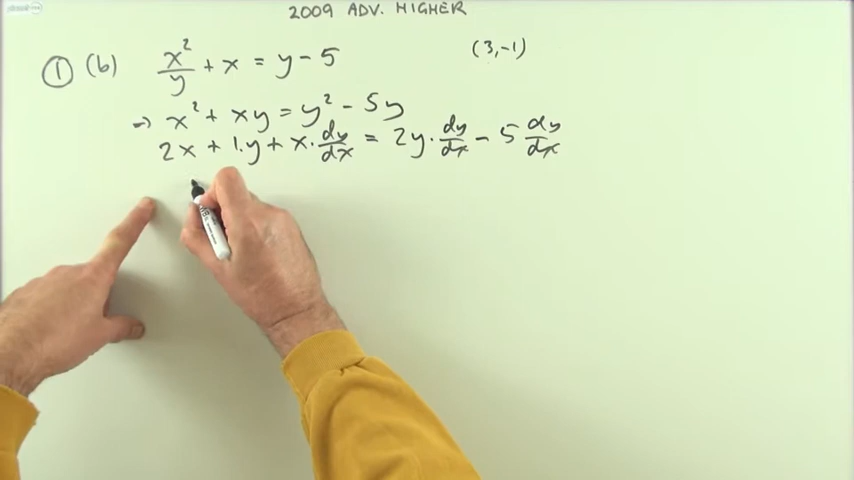 2009 ADV. HIGHER
① (b) x²/y + x = y - 5 (3,-1)
⇒ x² + xy = y² - 5y
2x + 1.y + x. dy/dx = 2y. dy/dx - 5 dy/dx